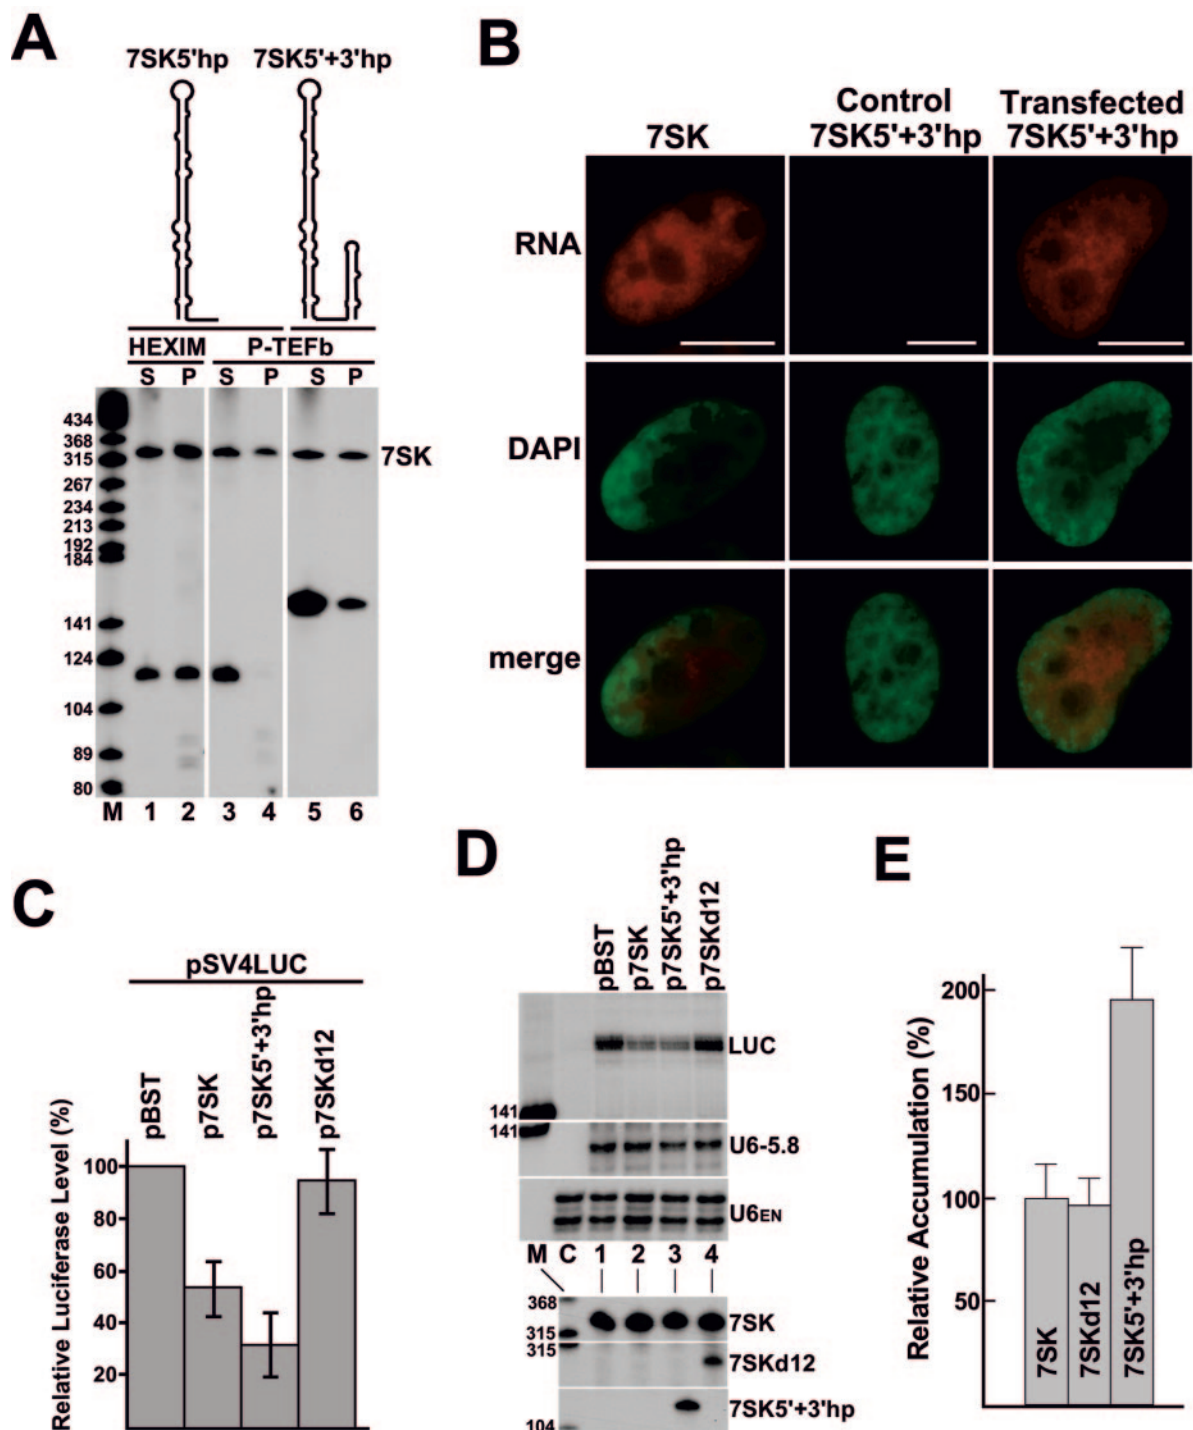 A
7SK5'hp 7SK5'+3'hp
HEXIM P-TEFb
S P S P S P
434
368
315
267
234
213
192
184
141
124
104
89
80
7SK
M 1 2 3 4 5 6
B
7SK
Control
7SK5'+3'hp
Transfected
7SK5'+3'hp
RNA
DAPI
merge
C
pSV4LUC
pBST
p7SK
p7SK5'+3'hp
p7SKd12
Relative Luciferase Level (%)
100
80
60
40
20
D
pBST
p7SK
p7SK5'+3'hp
p7SKd12
LUC
141
141
U6-5.8
U6EN
M C 1 2 3 4
368
315
7SK
315
7SKd12
7SK5'+3'hp
104
E
Relative Accumulation (%)
200
150
100
50
7SK
7SKd12
7SK5'+3'hp